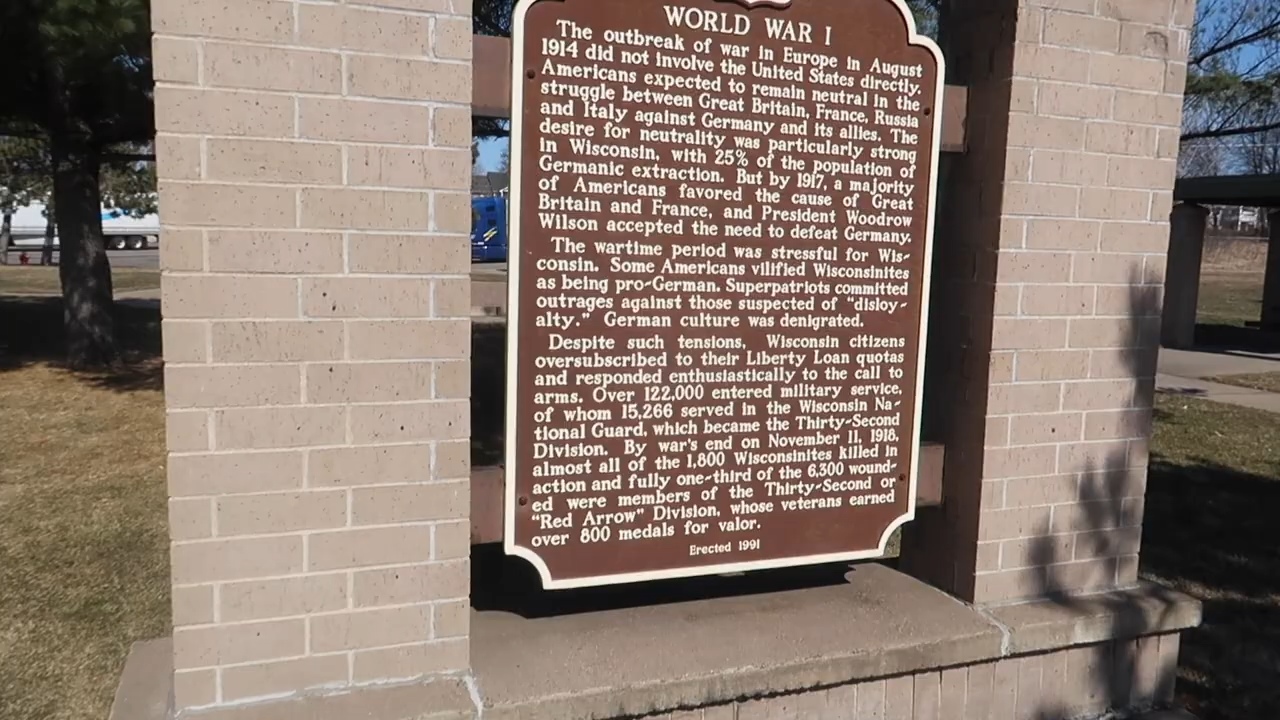 WORLD WAR I
The outbreak of war in Europe in August
1914 did not involve the United States directly.
Americans expected to remain neutral in the
struggle between Great Britain, France, Russia
and Italy against Germany and its allies. The
desire for neutrality was particularly strong
in Wisconsin, with 25% of the population of
Germanic extraction. But by 1917, a majority
of Americans favored the cause of Great
Britain and France, and President Woodrow
Wilson accepted the need to defeat Germany.
The wartime period was stressful for Wis-
consin. Some Americans vilified Wisconsinites
as being pro-German. Superpatriots committed
outrages against those suspected of "disloy-
alty." German culture was denigrated.
Despite such tensions, Wisconsin citizens
oversubscribed to their Liberty Loan quotas
and responded enthusiastically to the call to
arms. Over 122,000 entered military service,
of whom 15,266 served in the Wisconsin Na-
tional Guard, which became the Thirty-Second
Division. By war's end on November 11, 1918,
almost all of the 1,800 Wisconsinites killed in
action and fully one-third of the 6,300 wound-
ed were members of the Thirty-Second or
"Red Arrow" Division, whose veterans earned
over 800 medals for valor.
Erected 1991